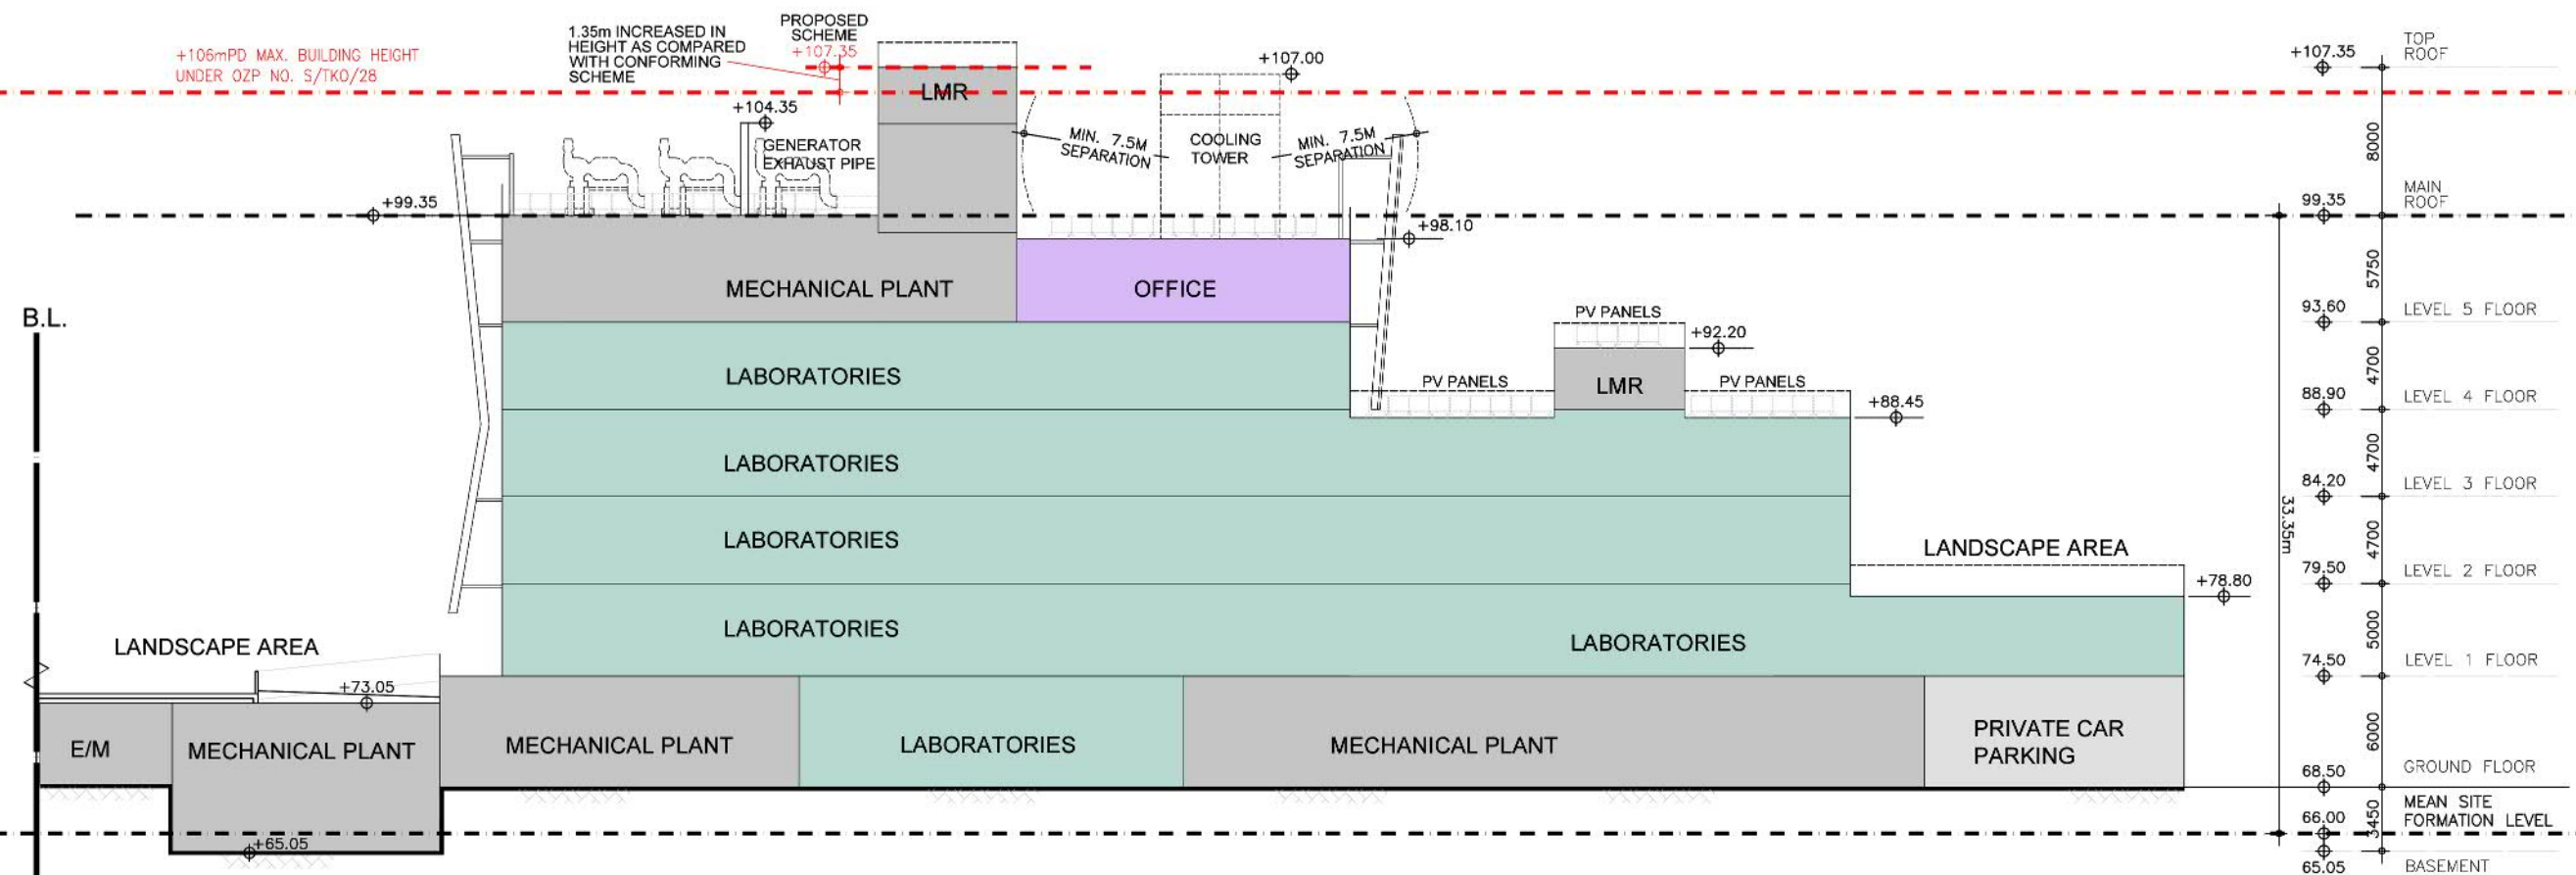 +106mPD MAX. BUILDING HEIGHT
UNDER OZP NO. S/TKO/28
1.35m INCREASED IN
HEIGHT AS COMPARED
WITH CONFORMING
SCHEME
PROPOSED
SCHEME
+107.35
LMR
+104.35
GENERATOR
EXHAUST PIPE
MIN. 7.5M
SEPARATION
COOLING
TOWER
MIN. 7.5M
SEPARATION
+107.00
+99.35
+98.10
MECHANICAL PLANT
OFFICE
B.L.
PV PANELS
+92.20
LABORATORIES
PV PANELS
LMR
PV PANELS
+88.45
LABORATORIES
LABORATORIES
LANDSCAPE AREA
+78.80
LABORATORIES
LABORATORIES
LANDSCAPE AREA
+73.05
E/M
MECHANICAL PLANT
MECHANICAL PLANT
LABORATORIES
MECHANICAL PLANT
PRIVATE CAR
PARKING
+65.05
+107.35
TOP
ROOF
8000
99.35
MAIN
ROOF
5750
93.60
LEVEL 5 FLOOR
4700
88.90
LEVEL 4 FLOOR
4700
84.20
LEVEL 3 FLOOR
33.35m
4700
79.50
LEVEL 2 FLOOR
5000
74.50
LEVEL 1 FLOOR
6000
68.50
GROUND FLOOR
3450
66.00
MEAN SITE
FORMATION LEVEL
65.05
BASEMENT